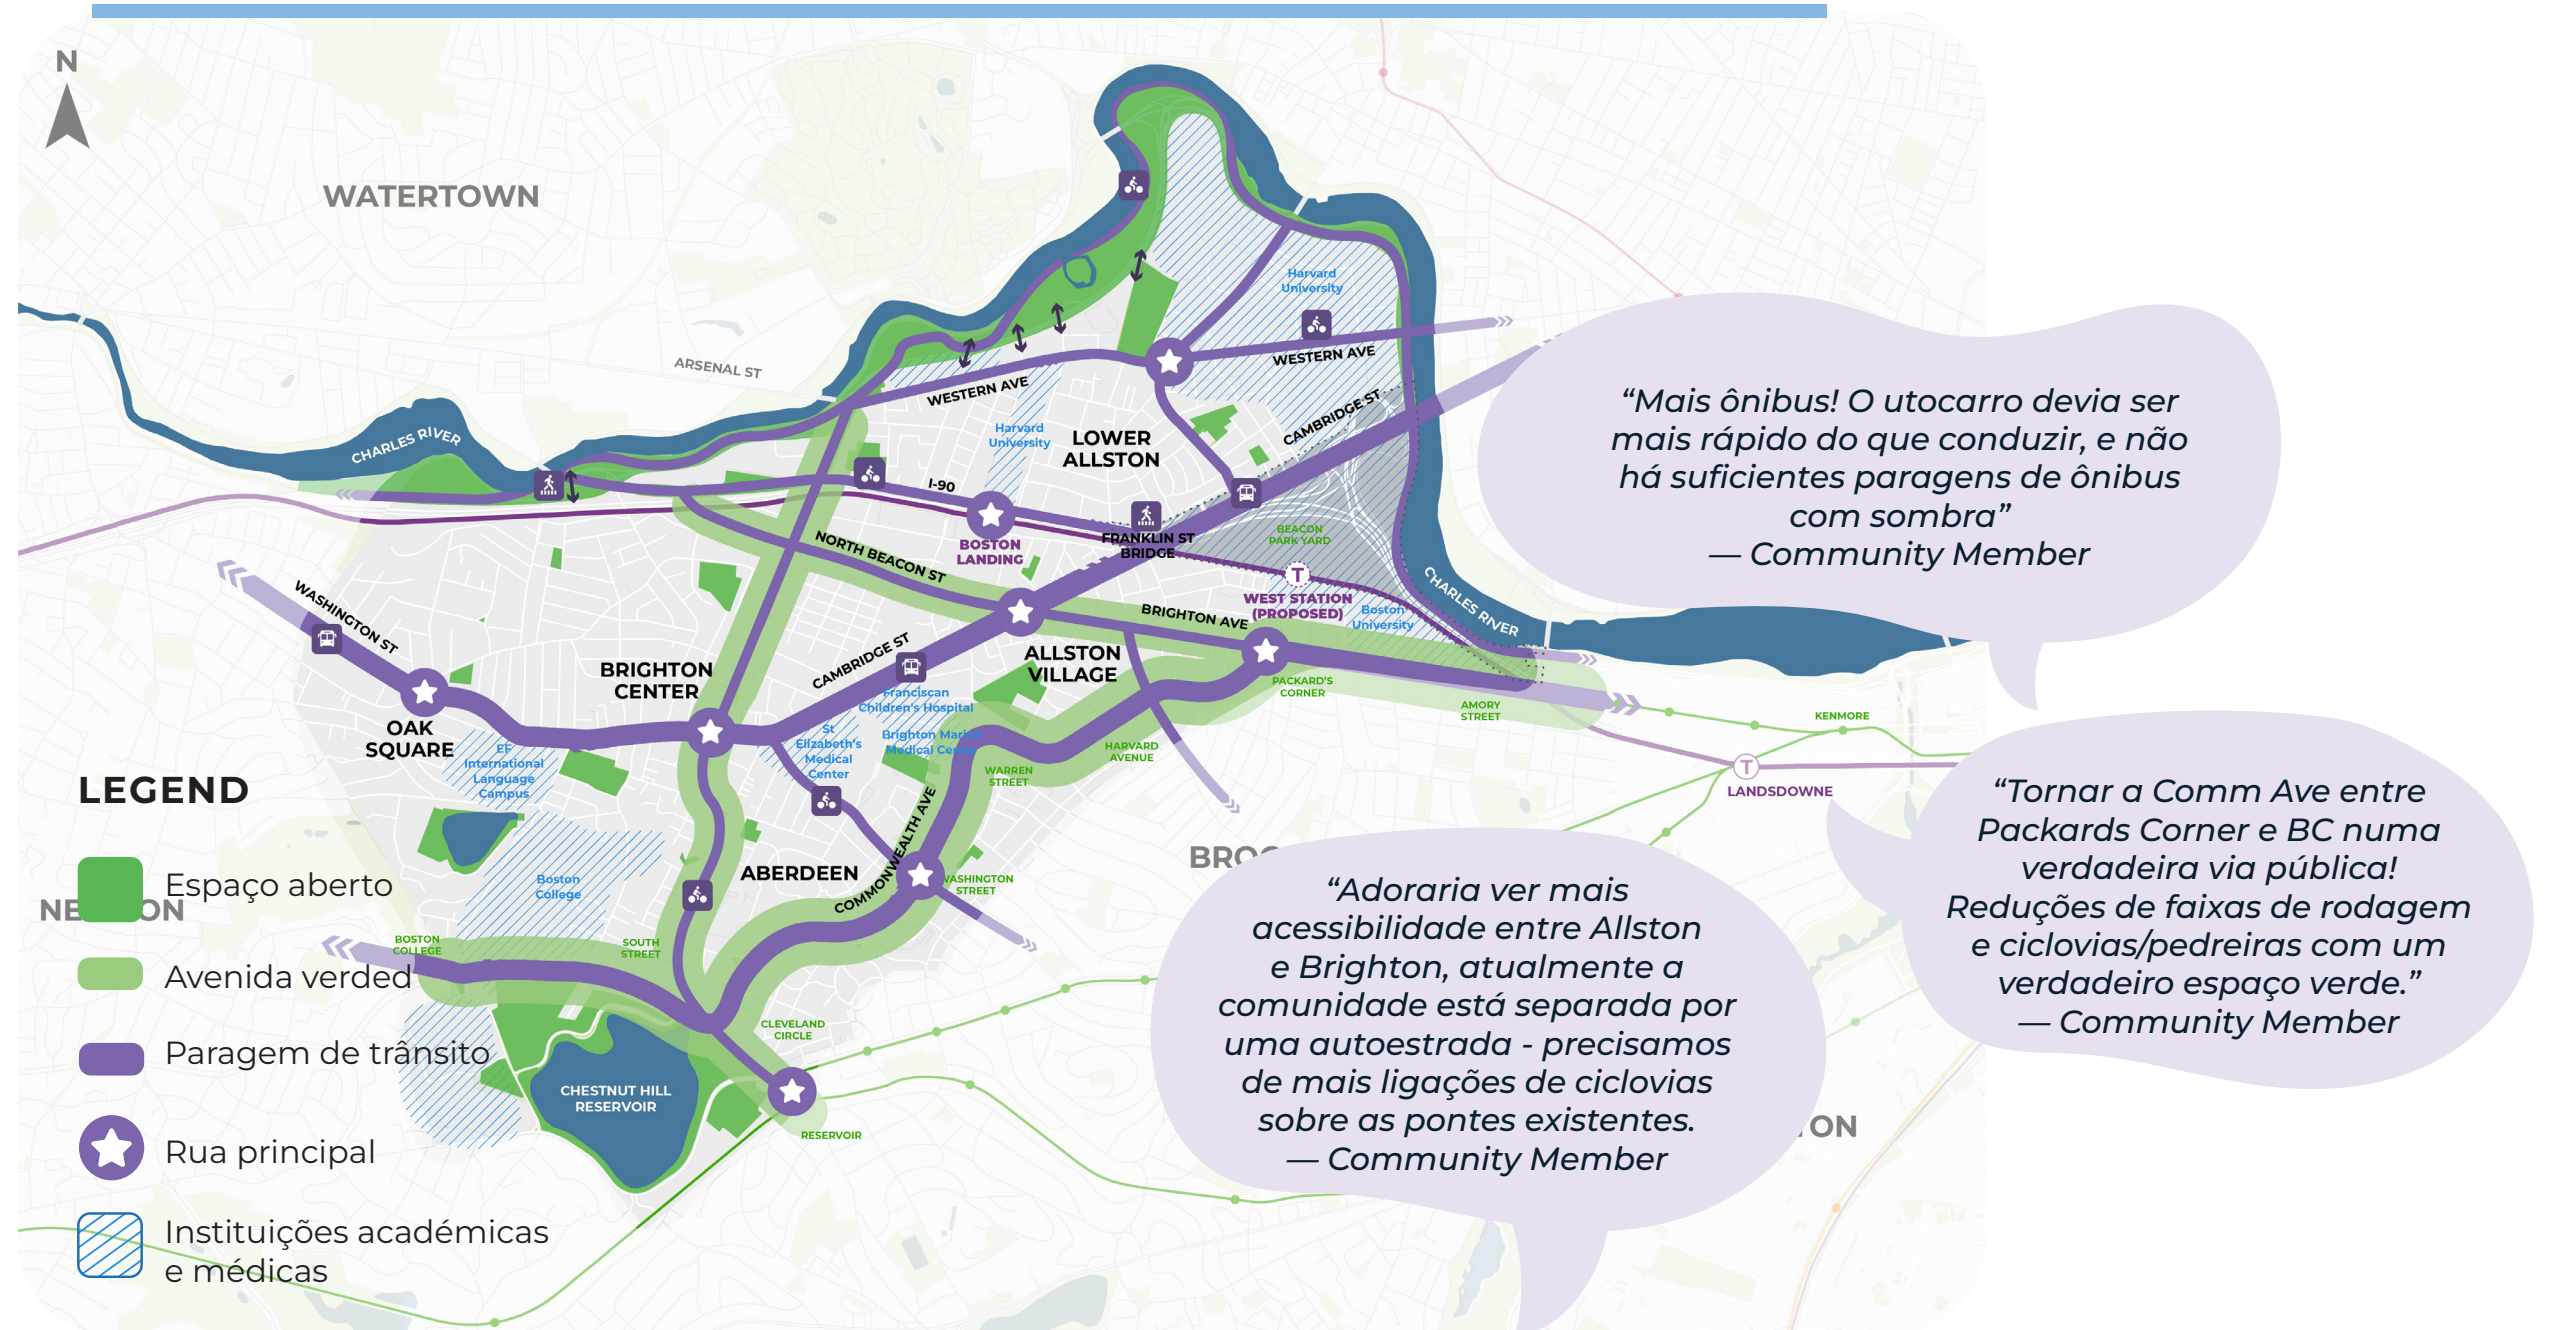 N
WATERTOWN
ARSENAL ST
CHARLES RIVER
Harvard
University
WESTERN AVE
WESTERN AVE
CAMBRIDGE ST
Harvard
University
LOWER
ALLSTON
I-90
BOSTON
LANDING
FRANKLIN ST
BRIDGE
BEACON
PARK YARD
NORTH BEACON ST
WEST STATION
(PROPOSED)
T
Boston
University
CHARLES RIVER
BRIGHTON AVE
WASHINGTON ST
BRIGHTON
CENTER
CAMBRIDGE ST
ALLSTON
VILLAGE
PACKARD'S
CORNER
AMORY
STREET
KENMORE
T
LANDSDOWNE
OAK
SQUARE
EF
International
Language
Campus
Franciscan
Children's Hospital
St
Elizabeth's
Medical
Center
Brighton Marine
Medical Center
HARVARD
AVENUE
WARREN
STREET
COMMONWEALTH AVE
ABERDEEN
WASHINGTON
STREET
Boston
College
BOSTON
COLLEGE
SOUTH
STREET
CLEVELAND
CIRCLE
CHESTNUT HILL
RESERVOIR
RESERVOIR
LEGEND
Espaço aberto
Avenida verded
Paragem de trânsito
Rua principal
Instituições académicas
e médicas
“Mais ônibus! O utocarro devia ser
mais rápido do que conduzir, e não
há suficientes paragens de ônibus
com sombra”
— Community Member
“Tornar a Comm Ave entre
Packards Corner e BC numa
verdadeira via pública!
Reduções de faixas de rodagem
e ciclovias/pedreiras com um
verdadeiro espaço verde.”
— Community Member
“Adoraria ver mais
acessibilidade entre Allston
e Brighton, atualmente a
comunidade está separada por
uma autoestrada - precisamos
de mais ligações de ciclovias
sobre as pontes existentes.
— Community Member